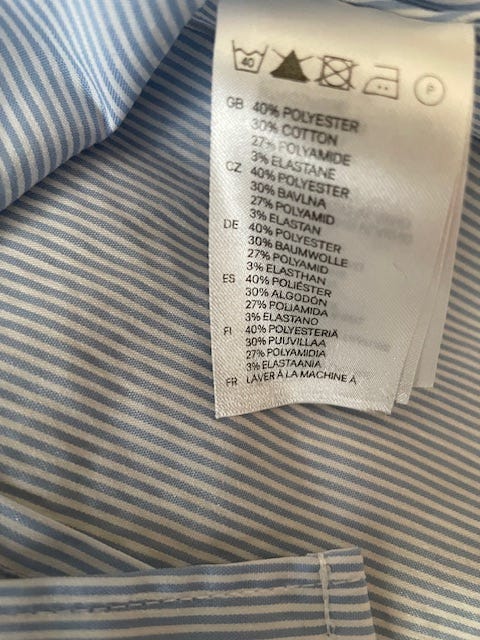 40
P
GB 40% POLYESTER
30% COTTON
27% POLYAMIDE
3% ELASTANE
CZ 40% POLYESTER
30% BAVLNA
27% POLYAMID
3% ELASTAN
DE 40% POLYESTER
30% BAUMWOLLE
27% POLYAMID
3% ELASTHAN
ES 40% POLIÉSTER
30% ALGODÓN
27% POLIAMIDA
3% ELASTANO
FI 40% POLYESTERIÄ
30% PUUVILLAA
27% POLYAMIDIA
3% ELASTAANIA
FR LAVER À LA MACHINE À